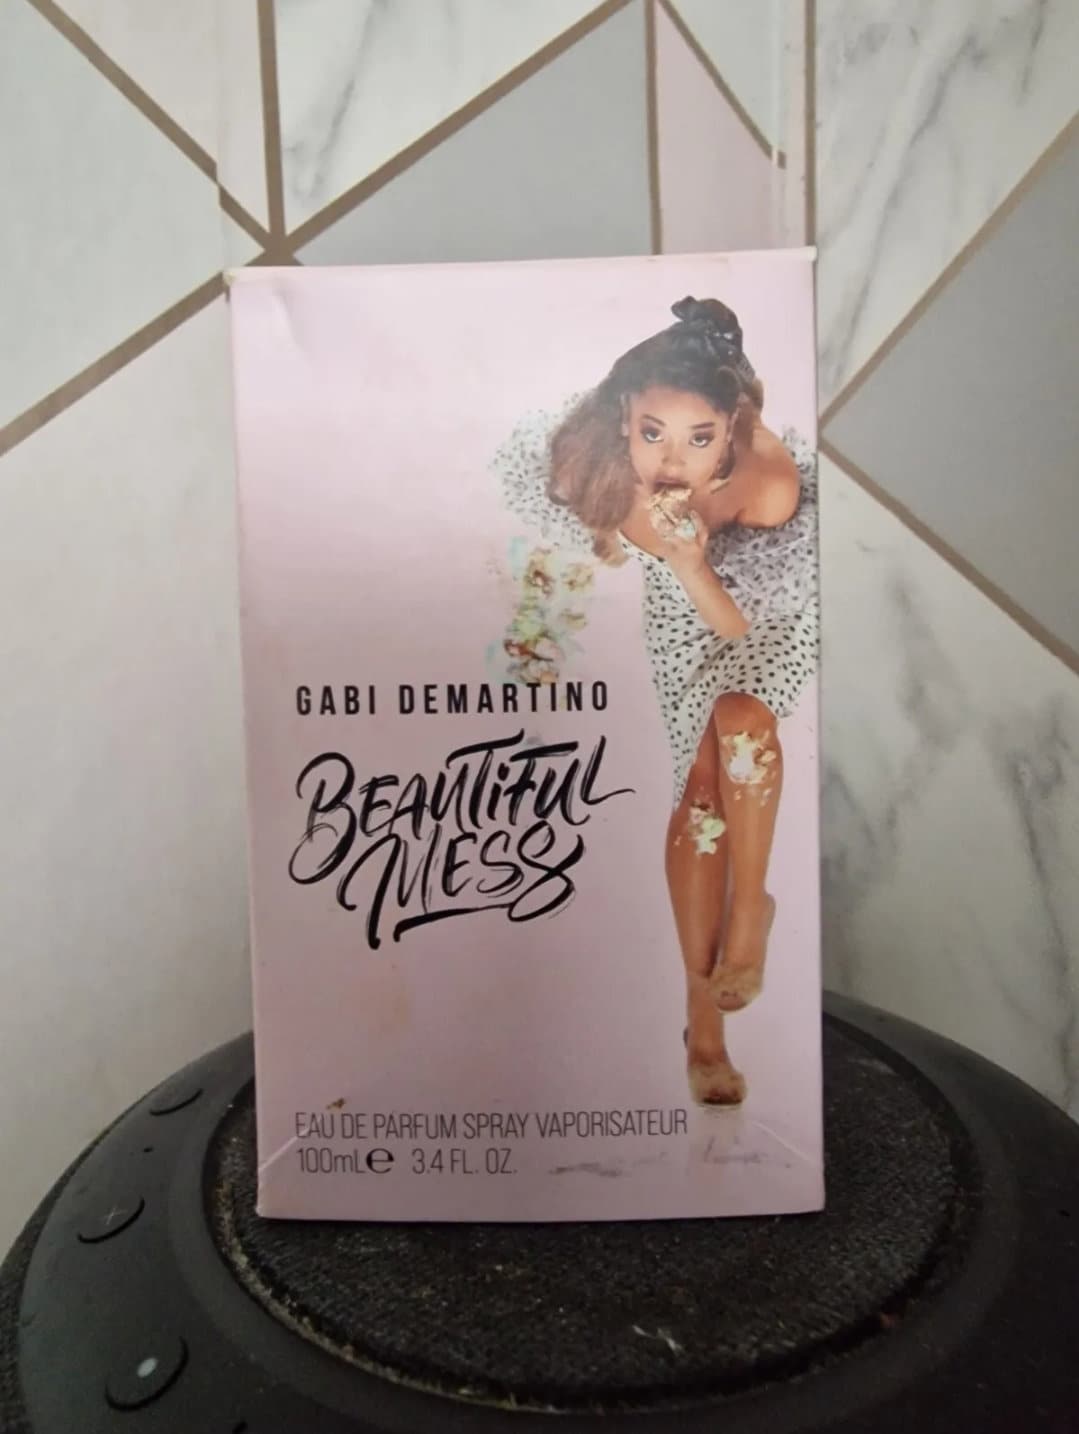 GABI DEMARTINO
BEAUTiFUL
MESS
EAU DE PARFUM SPRAY VAPORISATEUR
100mL℮ 3.4 FL. OZ.